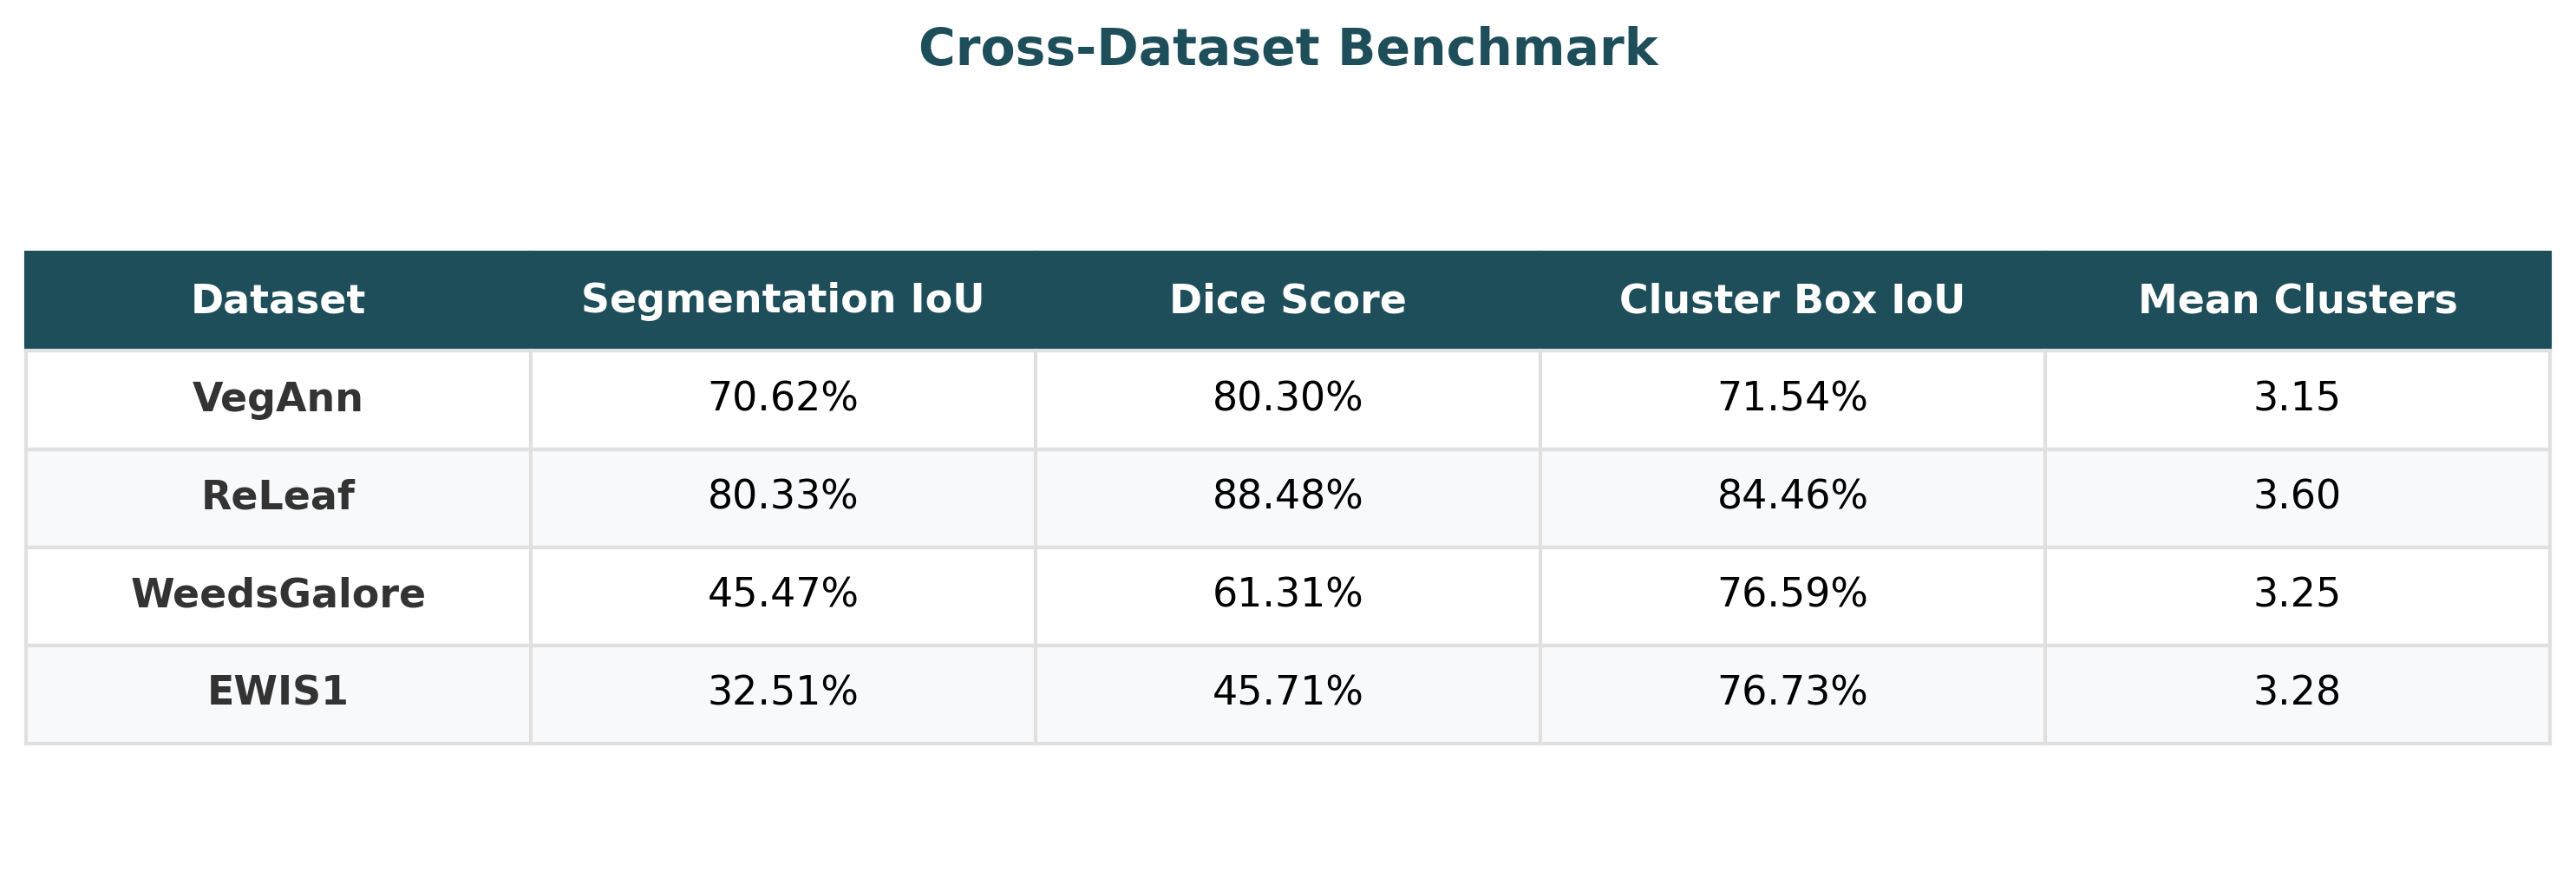 Cross-Dataset Benchmark
Dataset Segmentation IoU Dice Score Cluster Box IoU Mean Clusters
VegAnn 70.62% 80.30% 71.54% 3.15
ReLeaf 80.33% 88.48% 84.46% 3.60
WeedsGalore 45.47% 61.31% 76.59% 3.25
EWIS1 32.51% 45.71% 76.73% 3.28